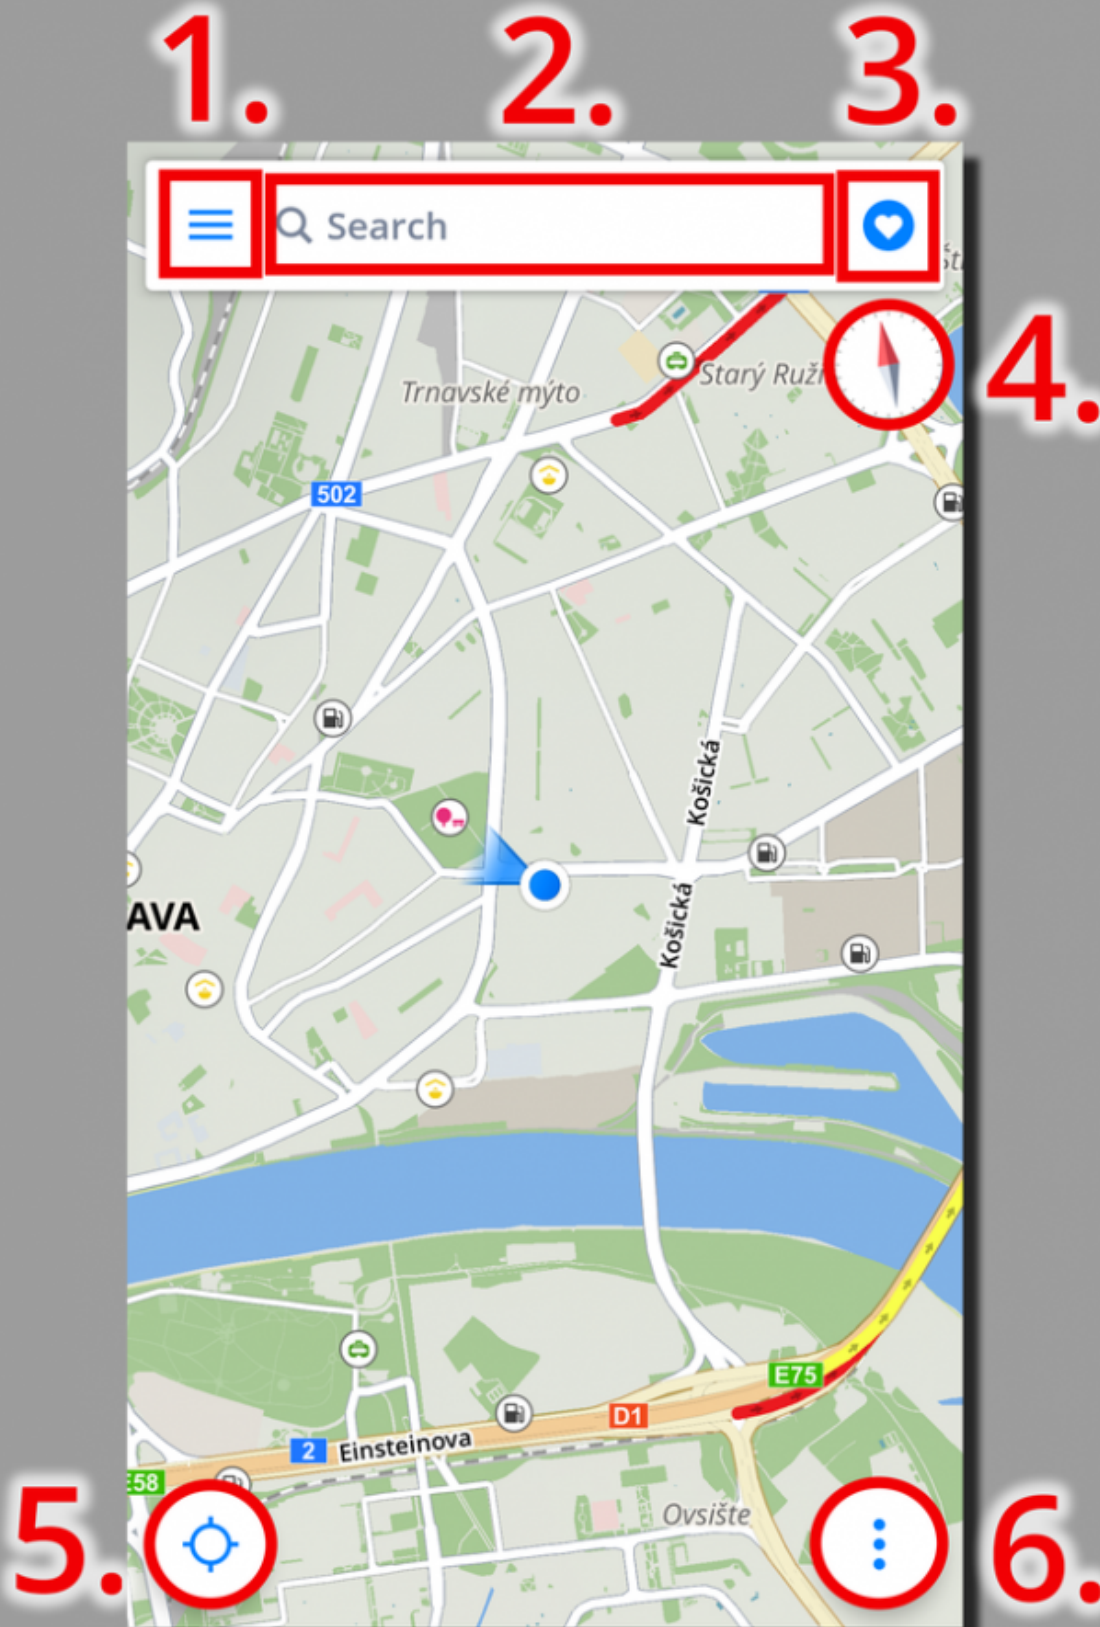 1. 2. 3.
Search
4.
Trnavské mýto
Starý Ruži
502
Košická
AVA
Košická
E75
D1
2 Einsteinova
E58
Ovsište
5. 6.